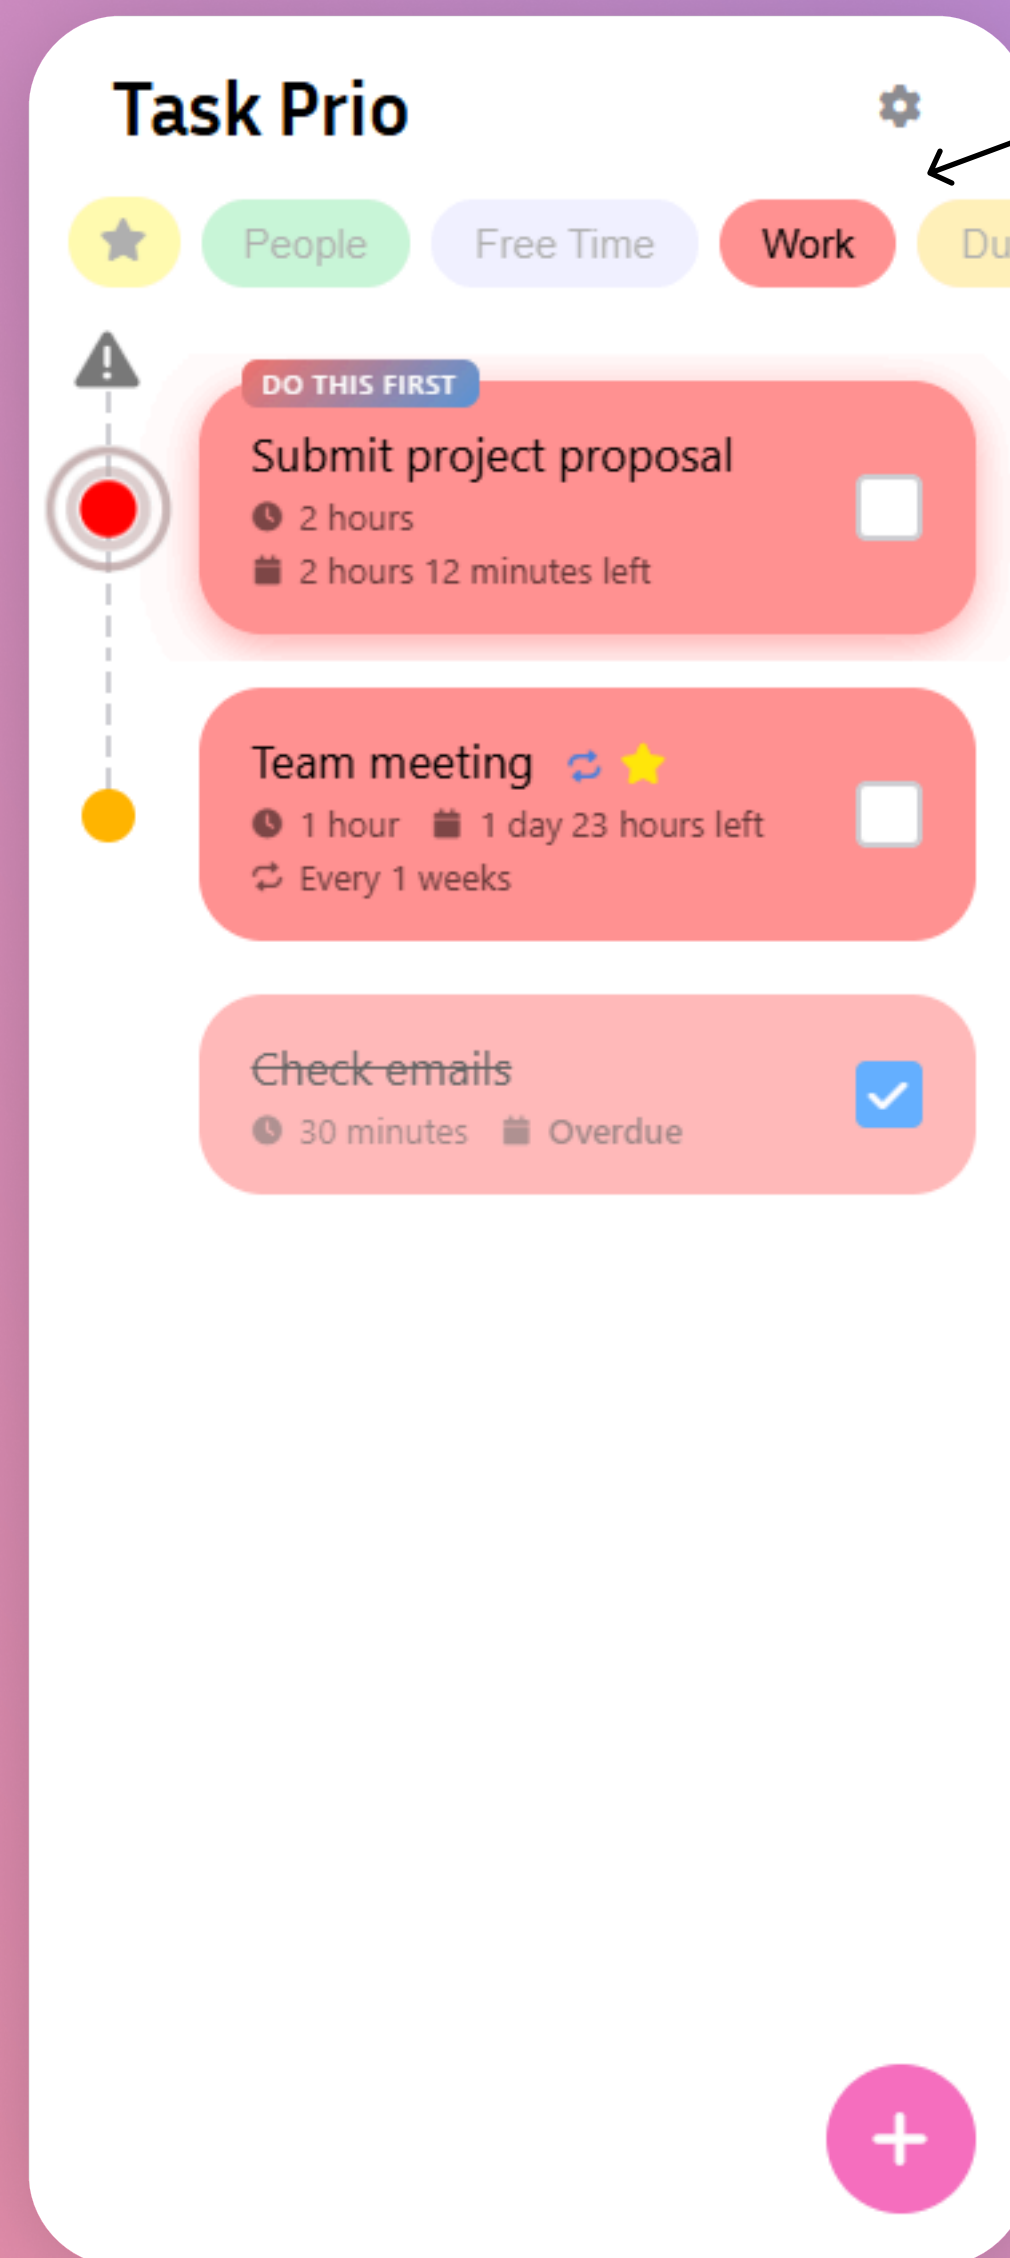 Task Prio
People
Free Time
Work
Du
DO THIS FIRST
Submit project proposal
2 hours
2 hours 12 minutes left
Team meeting
1 hour 1 day 23 hours left
Every 1 weeks
Check emails
30 minutes Overdue